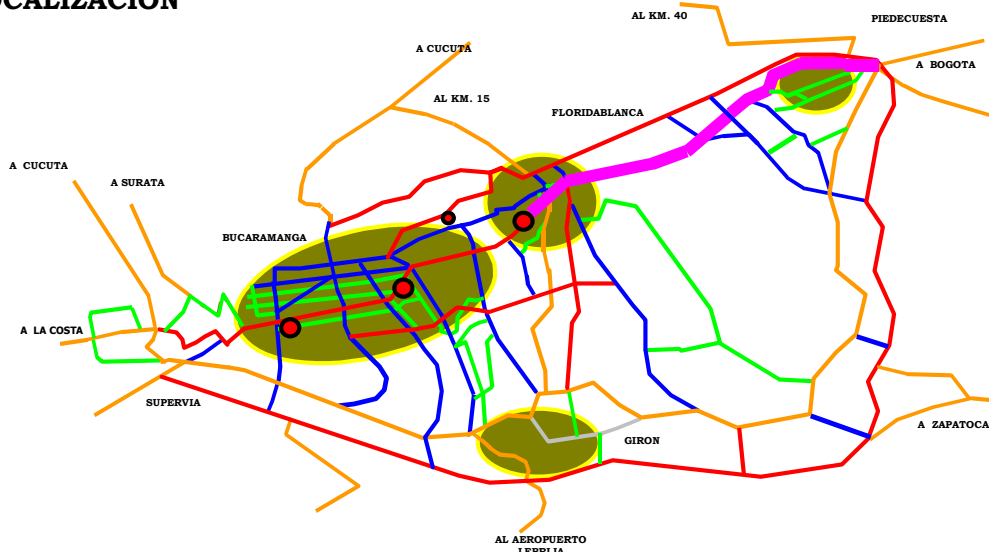 OCALIZACION
AL KM. 40
PIEDECUESTA
A CUCUTA
A BOGOTA
AL KM. 15
FLORIDABLANCA
A CUCUTA
A SURATA
BUCARAMANGA
A LA COSTA
SUPERVIA
GIRON
A ZAPATOCA
AL AEROPUERTO
LEBRIJA